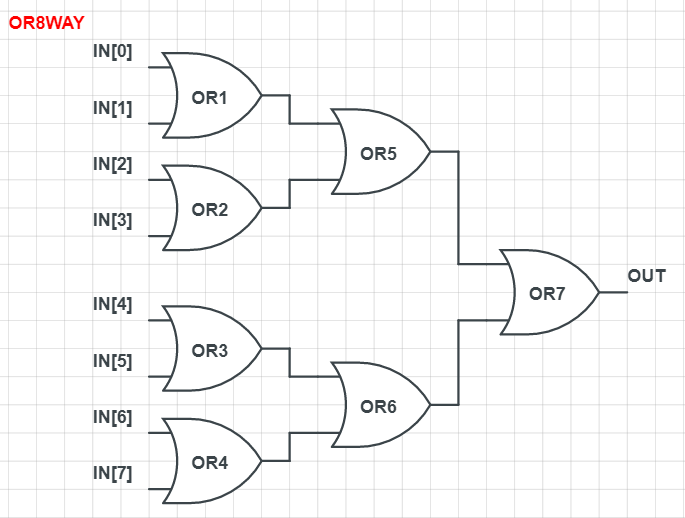 OR8WAY
IN[0]
OR1
IN[1]
OR5
IN[2]
OR2
IN[3]
OUT
OR7
IN[4]
OR3
IN[5]
OR6
IN[6]
OR4
IN[7]